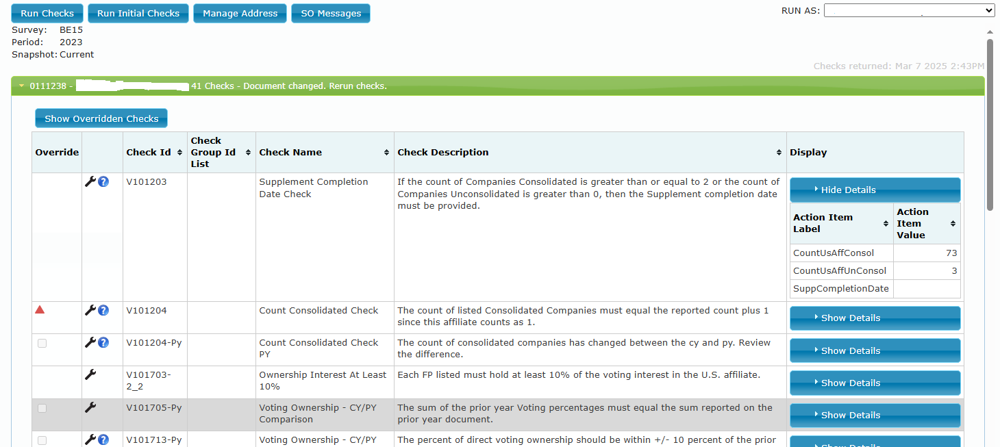 Run Checks Run Initial Checks Manage Address SO Messages RUN AS:
Survey: BE15
Period: 2023
Snapshot: Current
Checks returned: Mar 7 2025 2:43PM
0111238 - 41 Checks - Document changed. Rerun checks.
Show Overridden Checks
Override
Check Id
Check
Group Id
List
Check Name
Check Description
Display
V101203
Supplement Completion
Date Check
If the count of Companies Consolidated is greater than or equal to 2 or the count of
Companies Unconsolidated is greater than 0, then the Supplement completion date
must be provided.
Hide Details
Action Item
Label
Action
Item
Value
CountUsAffConsol 73
CountUsAffUnConsol 3
SuppCompletionDate
V101204
Count Consolidated Check
The count of listed Consolidated Companies must equal the reported count plus 1
since this affiliate counts as 1.
Show Details
V101204-Py
Count Consolidated Check
PY
The count of consolidated companies has changed between the cy and py. Review
the difference.
Show Details
V101703-
2_2
Ownership Interest At Least
10%
Each FP listed must hold at least 10% of the voting interest in the U.S. affiliate.
Show Details
V101705-Py
Voting Ownership - CY/PY
Comparison
The sum of the prior year Voting percentages must equal the sum reported on the
prior year document.
Show Details
V101713-Py
Voting Ownership - CY/PY
The percent of direct voting ownership should be within +/- 10 percent of the prior
Show Details